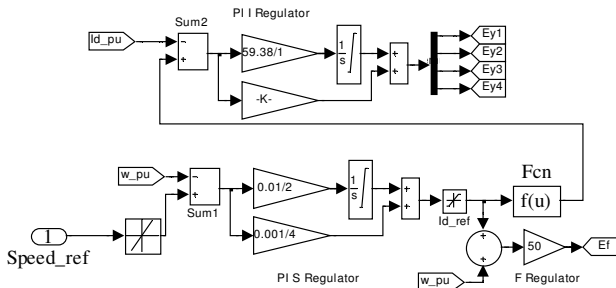 PI I Regulator
Sum2
Id_pu
59.38/1
1
s
-K-
Ey1
Ey2
Ey3
Ey4
w_pu
Sum1
0.01/2
1
s
0.001/4
Id_ref
Fcn
f(u)
1
Speed_ref
PI S Regulator
w_pu
50
Ef
F Regulator